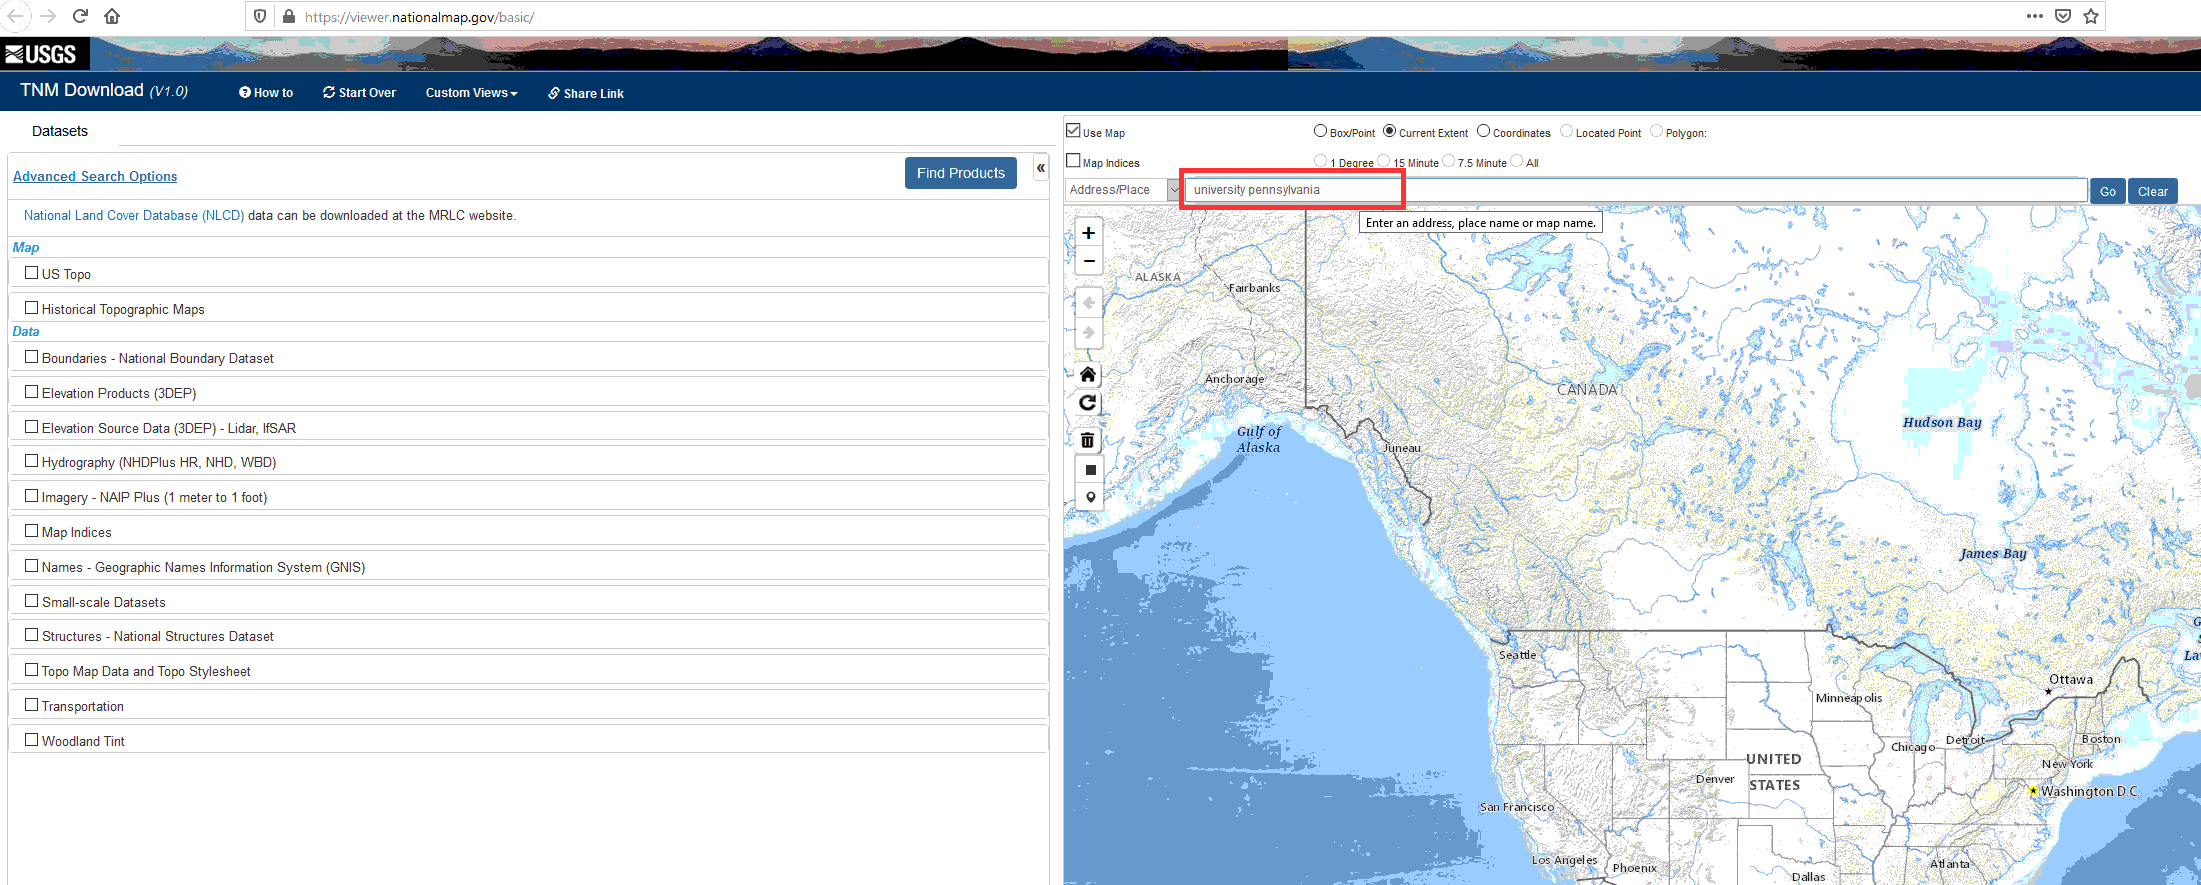 https://viewer.nationalmap.gov/basic/
USGS
TNM Download (V1.0)
How to
Start Over
Custom Views
Share Link
Datasets
Advanced Search Options
Find Products
«
National Land Cover Database (NLCD) data can be downloaded at the MRLC website.
Map
US Topo
Historical Topographic Maps
Data
Boundaries - National Boundary Dataset
Elevation Products (3DEP)
Elevation Source Data (3DEP) - Lidar, IfSAR
Hydrography (NHDPlus HR, NHD, WBD)
Imagery - NAIP Plus (1 meter to 1 foot)
Map Indices
Names - Geographic Names Information System (GNIS)
Small-scale Datasets
Structures - National Structures Dataset
Topo Map Data and Topo Stylesheet
Transportation
Woodland Tint
Use Map
Box/Point Current Extent Coordinates Located Point Polygon:
Map Indices
1 Degree 15 Minute 7.5 Minute All
Address/Place
university pennsylvania
Go
Clear
Enter an address, place name or map name.
+
−
ALASKA
Fairbanks
Anchorage
CANADA
Gulf of
Alaska
Juneau
Hudson Bay
James Bay
Seattle
Ottawa
Minneapolis
Boston
Detroit
Chicago
UNITED
STATES
New York
Denver
Washington D.C.
San Francisco
Los Angeles
Phoenix
Atlanta
Dallas